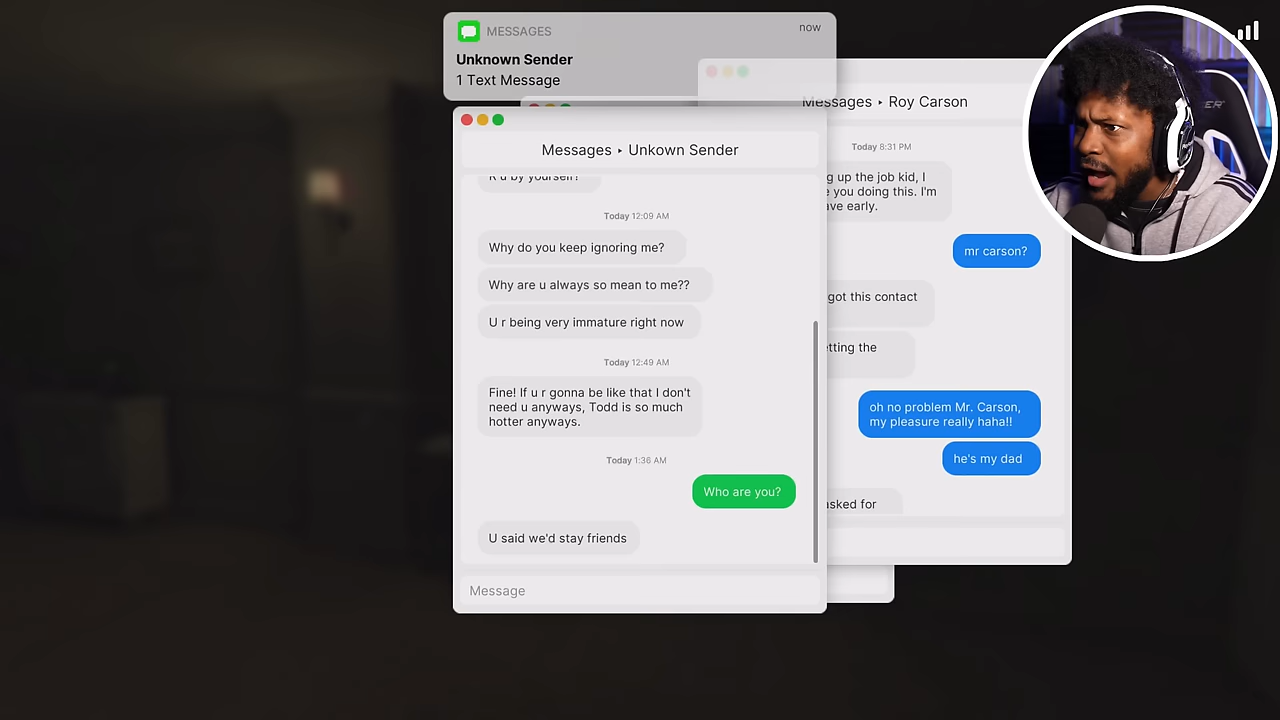 MESSAGES
now
Unknown Sender
1 Text Message
Messages ▸ Roy Carson
Messages ▸ Unkown Sender
R u by yourself?
Today 12:09 AM
Why do you keep ignoring me?
Why are u always so mean to me??
U r being very immature right now
Today 12:49 AM
Fine! If u r gonna be like that I don't
need u anyways, Todd is so much
hotter anyways.
Today 1:36 AM
Who are you?
U said we'd stay friends
Message
Today 8:31 PM
up the job kid, I
you doing this. I'm
early.
mr carson?
got this contact
the
oh no problem Mr. Carson,
my pleasure really haha!!
he's my dad
asked for